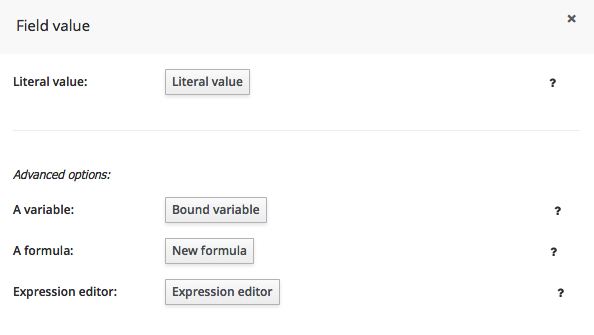 Field value
×
Literal value: Literal value ?
Advanced options:
A variable: Bound variable ?
A formula: New formula ?
Expression editor: Expression editor ?